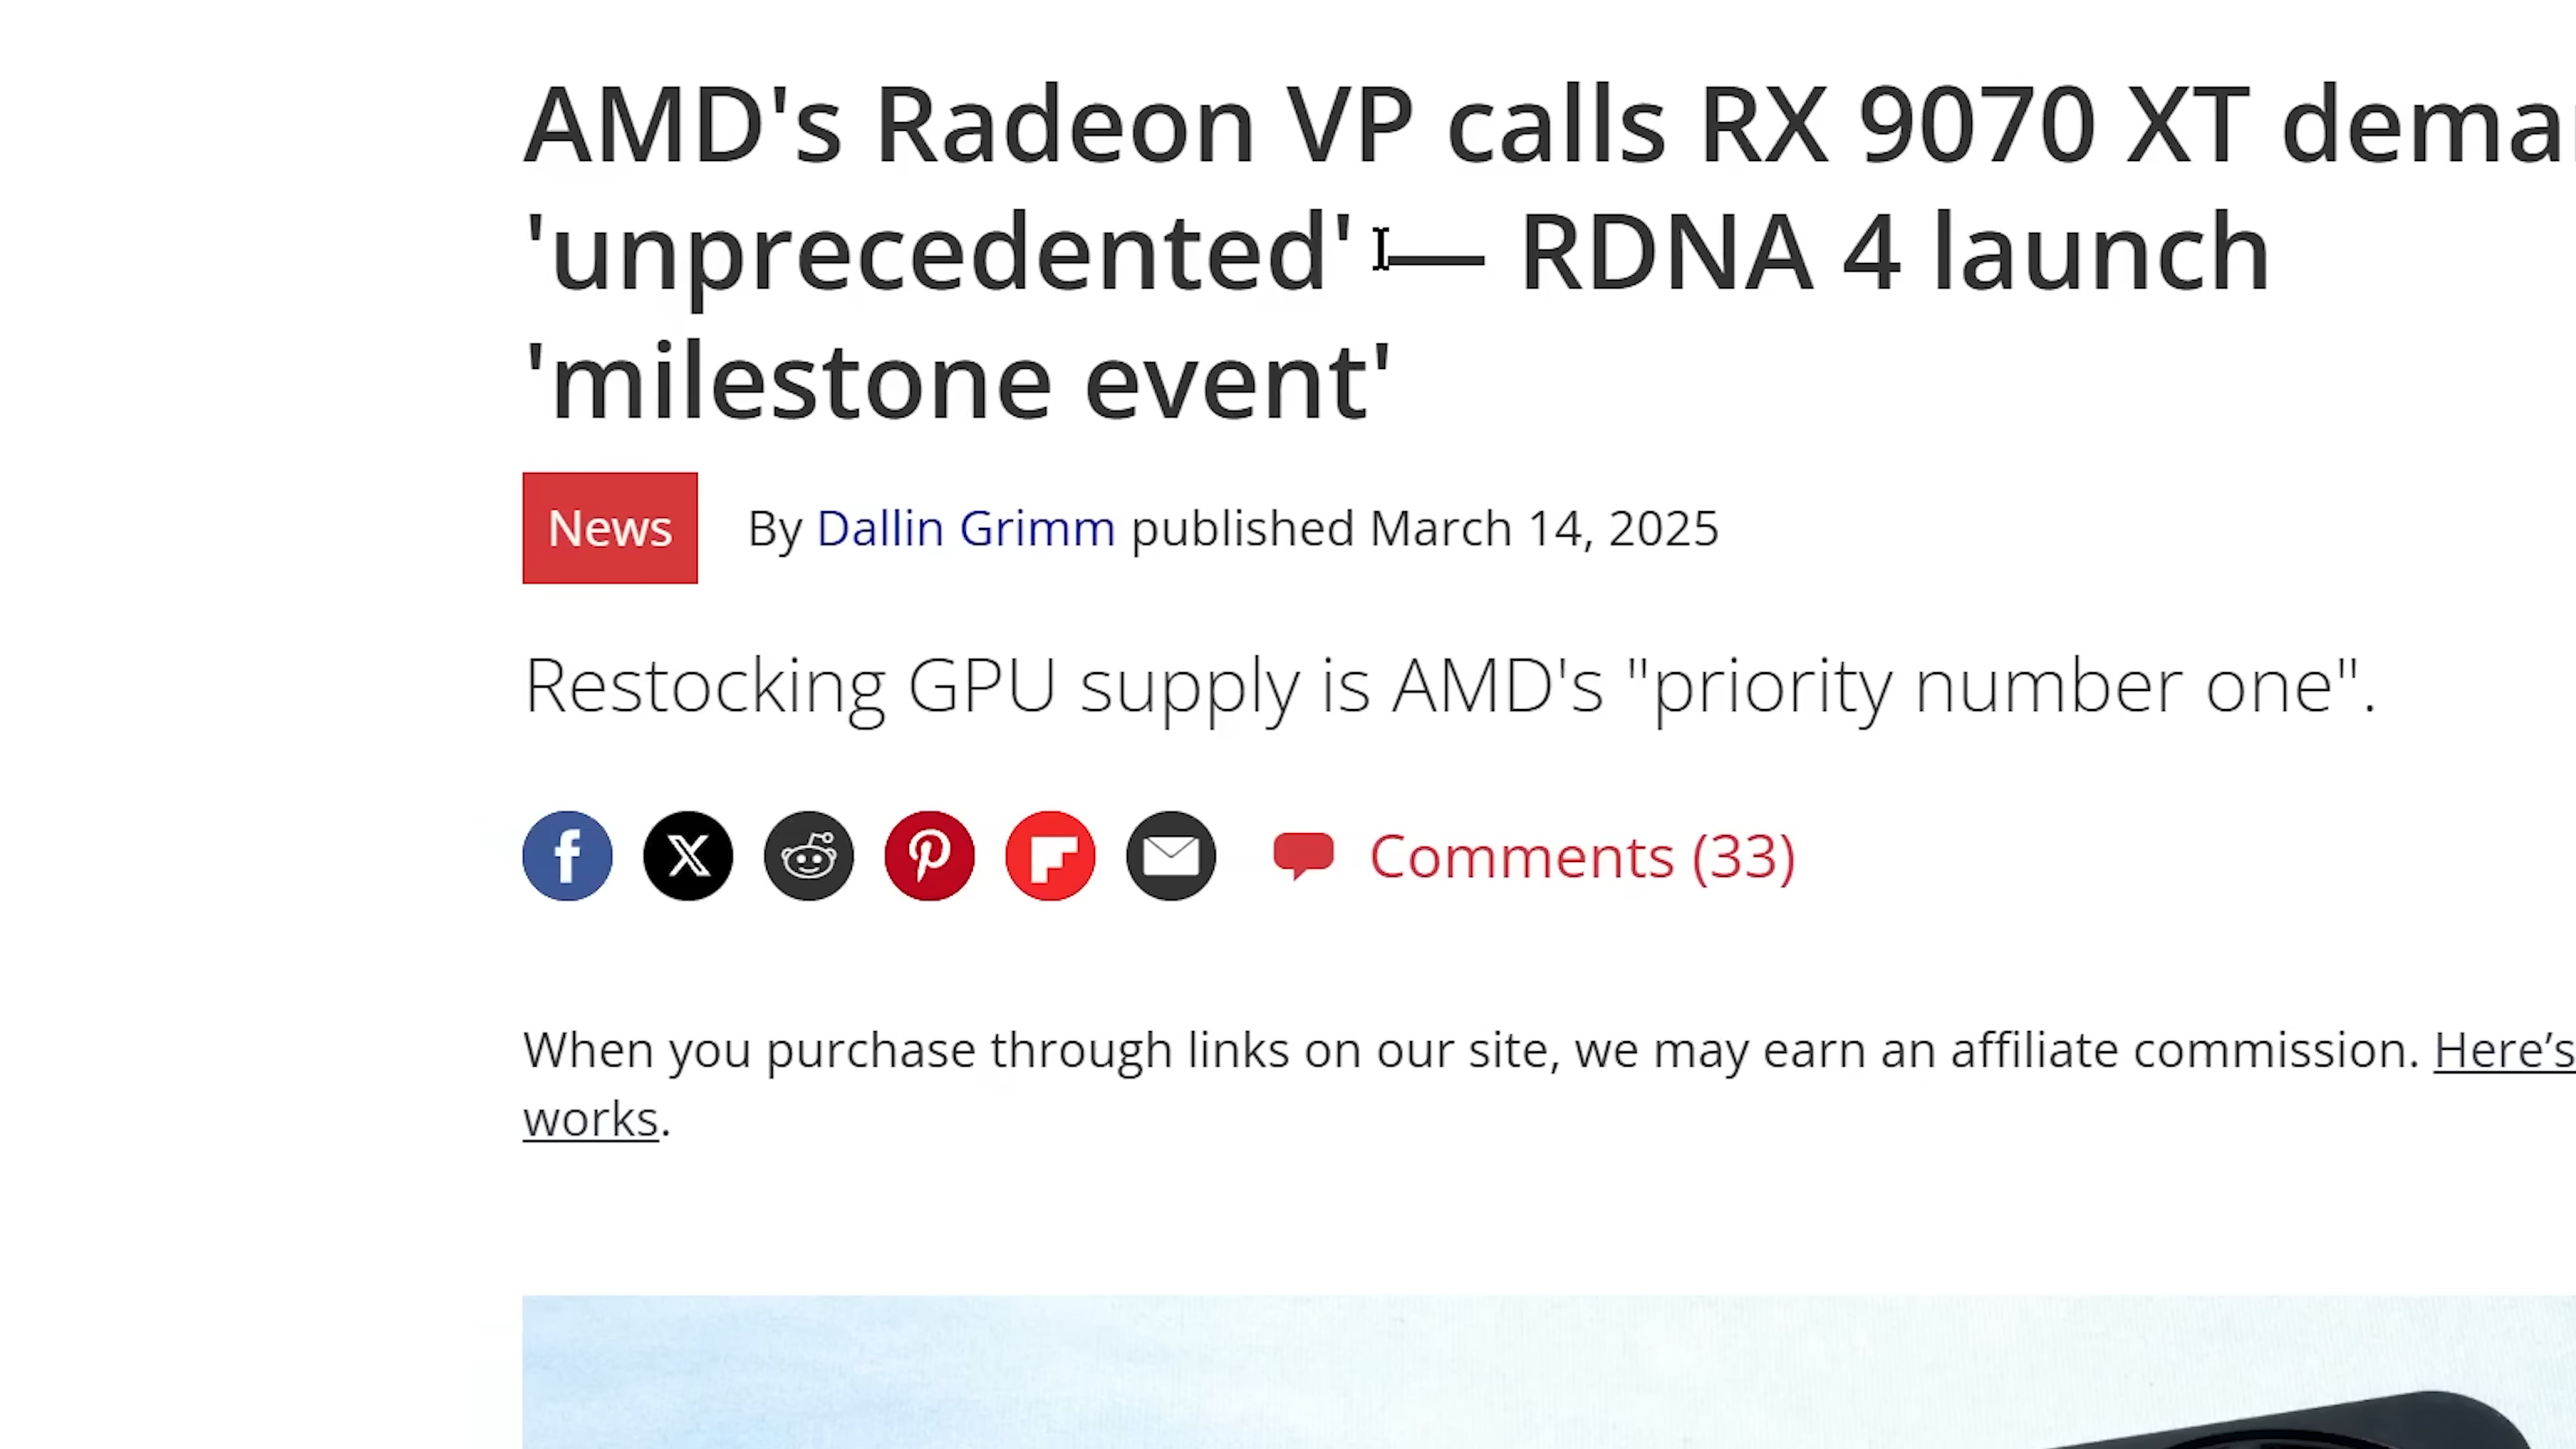 AMD's Radeon VP calls RX 9070 XT
'unprecedented' — RDNA 4 launch
'milestone event'
News
By Dallin Grimm published March 14, 2025
Restocking GPU supply is AMD's "priority number one".
Comments (33)
When you purchase through links on our site, we may earn an affiliate commission. Here’s
works.